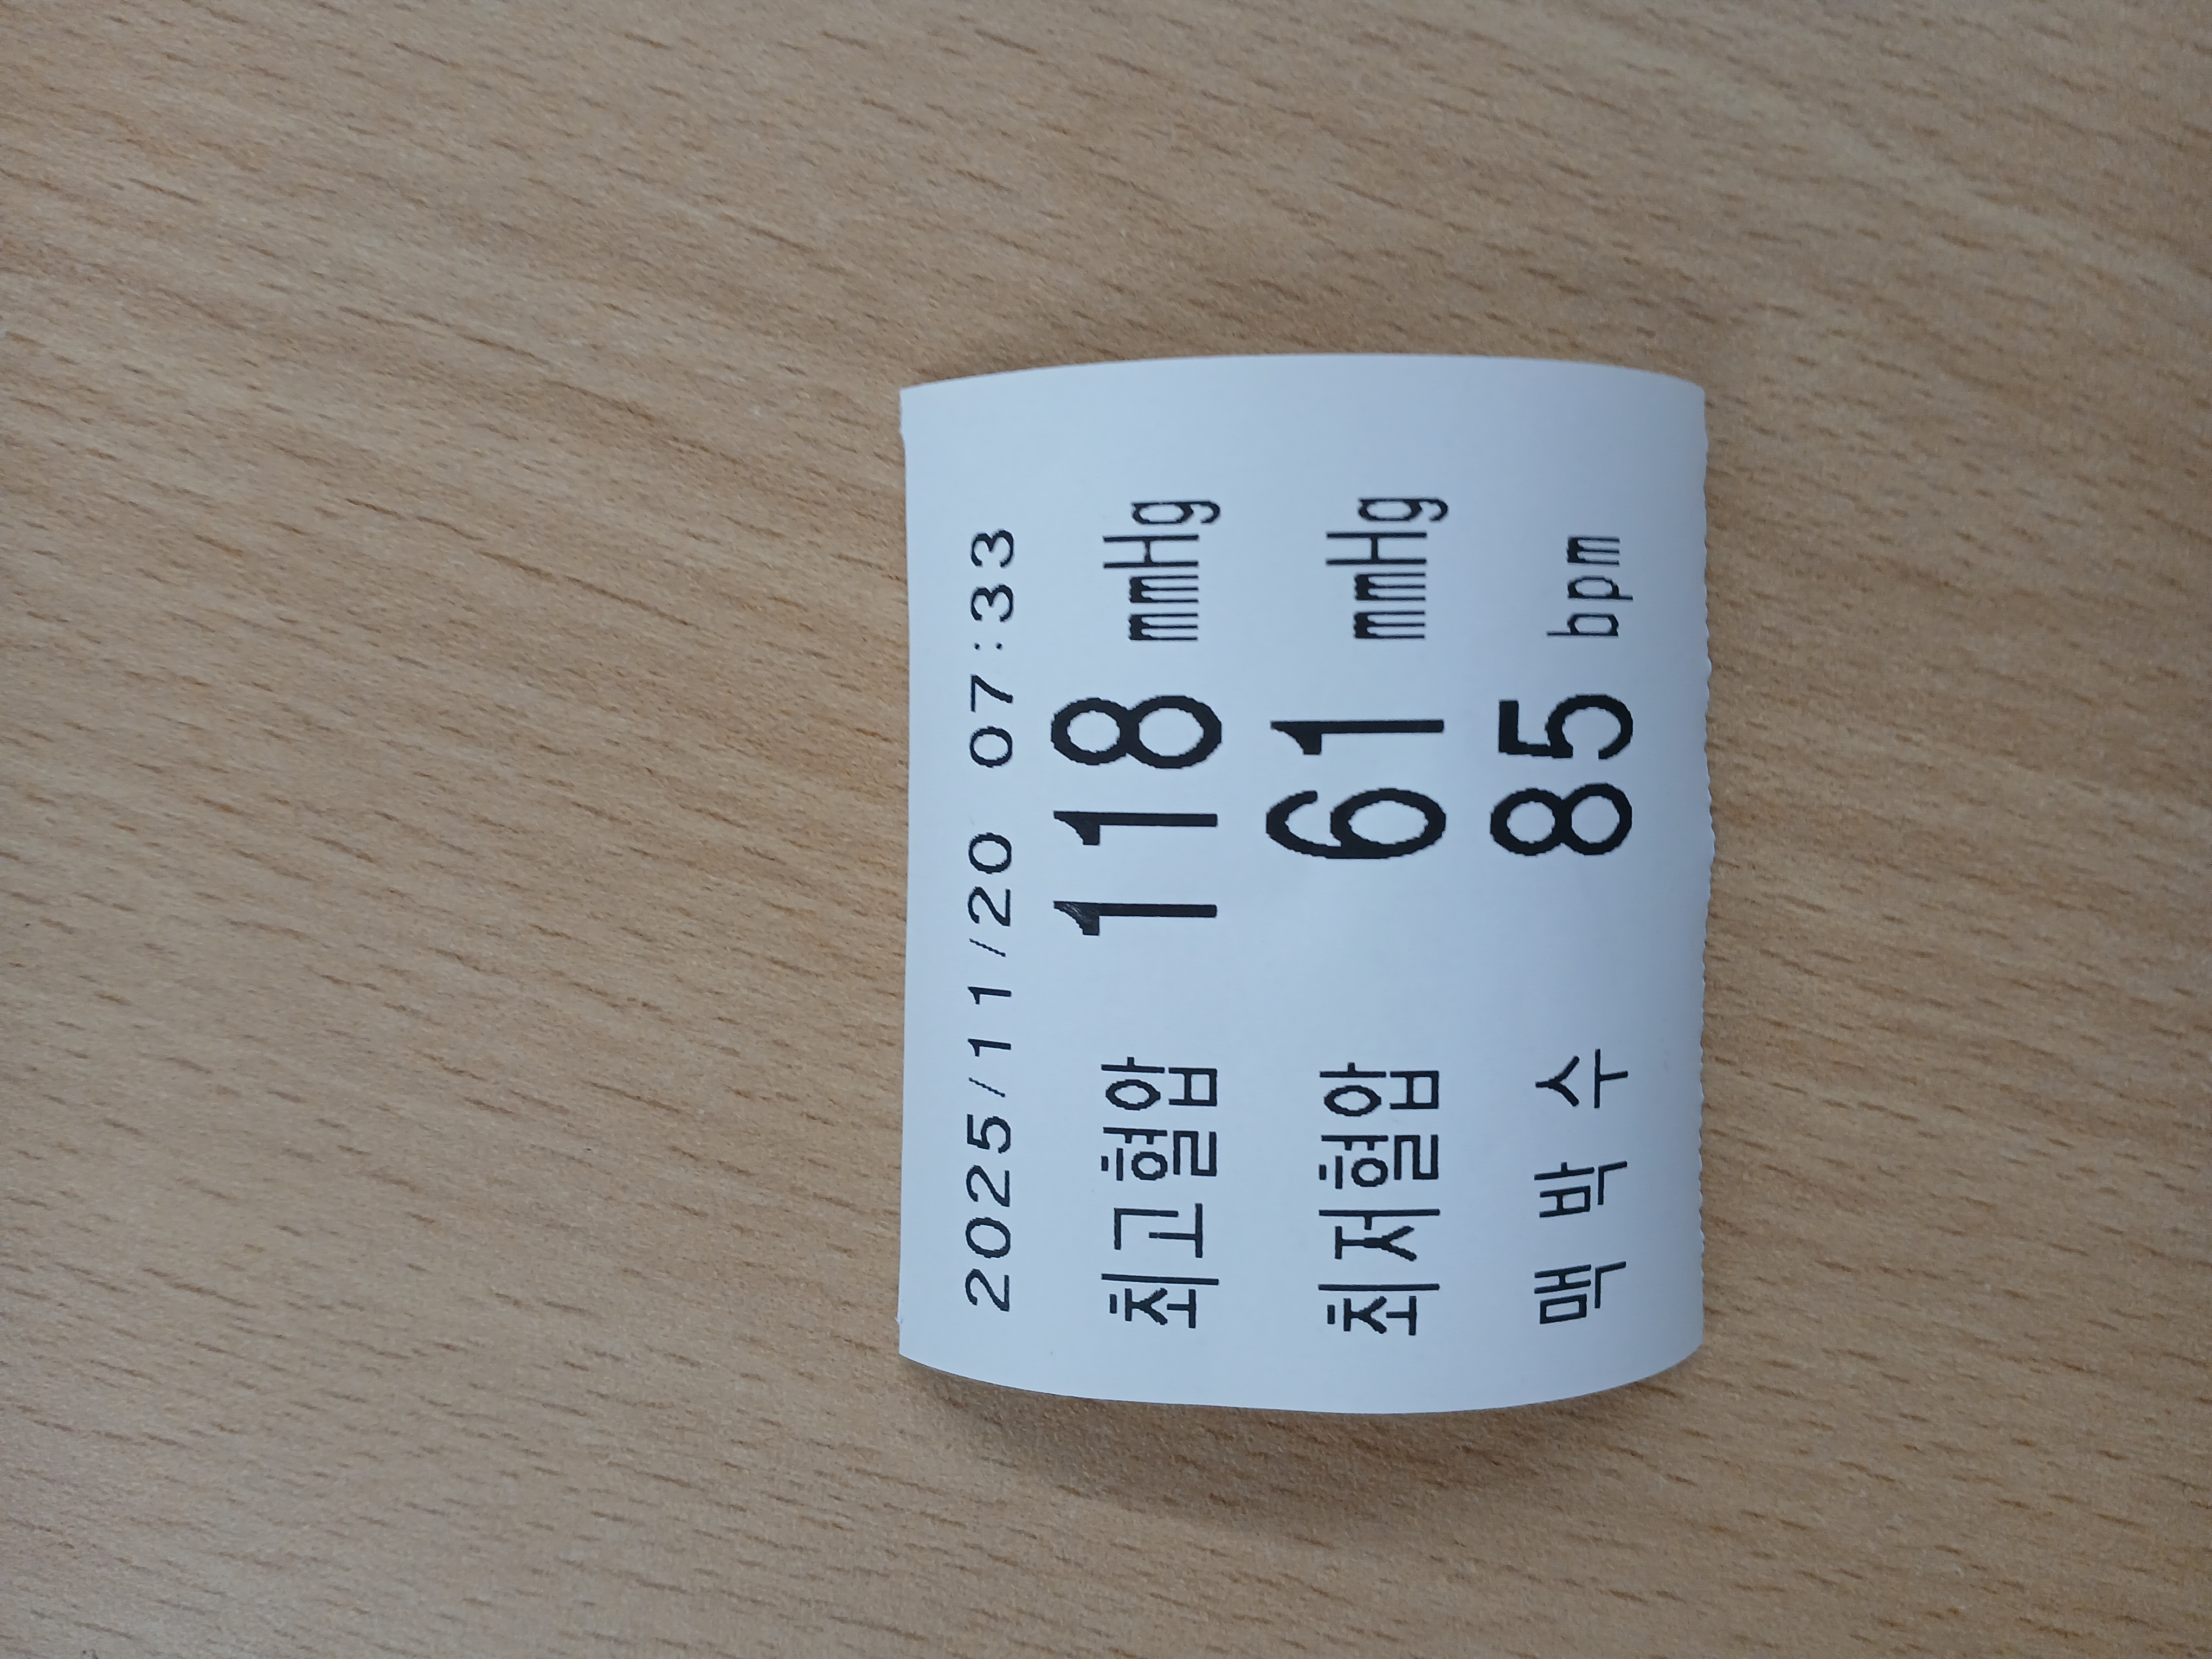 2025/11/20 07:33
최고혈압 118 mmHg
최저혈압 61 mmHg
맥 박 수 85 bpm